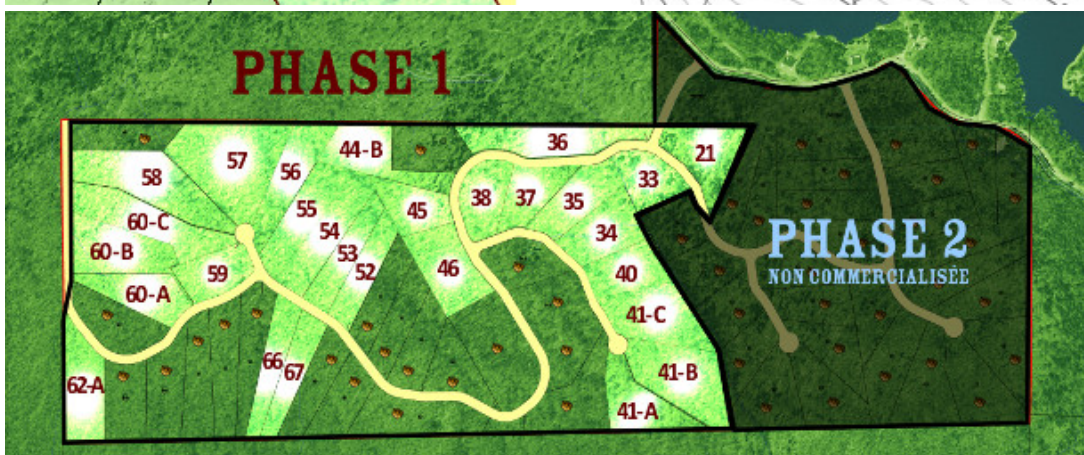 PHASE 1
36
21
44-B
57
56
58
33
38
37
35
45
55
60-C
54
34
53
60-B
PHASE 2
46
52
59
40
NON COMMERCIALISÉE
60-A
41-C
66
67
41-B
62-A
41-A